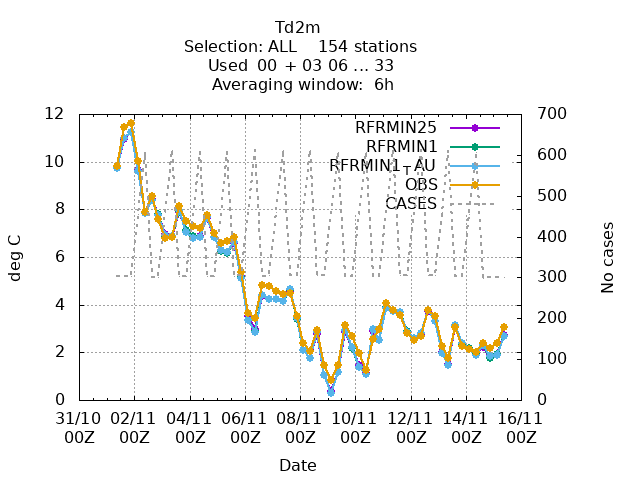 Td2m
Selection: ALL    154 stations
Used  00 + 03 06 ... 33
Averaging window:  6h
12
10
8
6
4
2
0
deg C
700
600
500
400
300
200
100
0
No cases
RFRMIN25
RFRMIN1
RFRMIN1_AU
OBS
CASES
31/10 02/11 04/11 06/11 08/11 10/11 12/11 14/11 16/11
00Z 00Z 00Z 00Z 00Z 00Z 00Z 00Z 00Z
Date